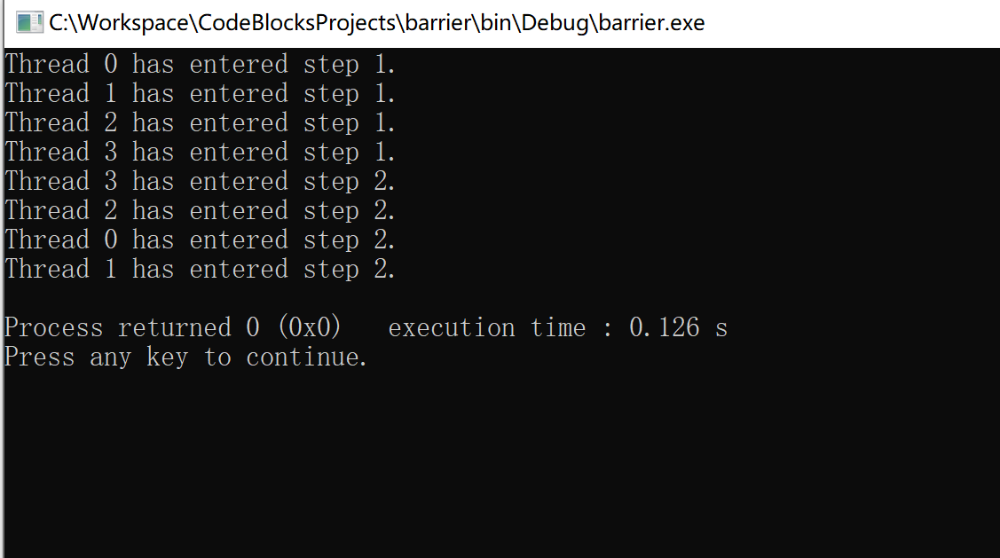 C:\Workspace\CodeBlocksProjects\barrier\bin\Debug\barrier.exe
Thread 0 has entered step 1.
Thread 1 has entered step 1.
Thread 2 has entered step 1.
Thread 3 has entered step 1.
Thread 3 has entered step 2.
Thread 2 has entered step 2.
Thread 0 has entered step 2.
Thread 1 has entered step 2.
Process returned 0 (0x0)   execution time : 0.126 s
Press any key to continue.